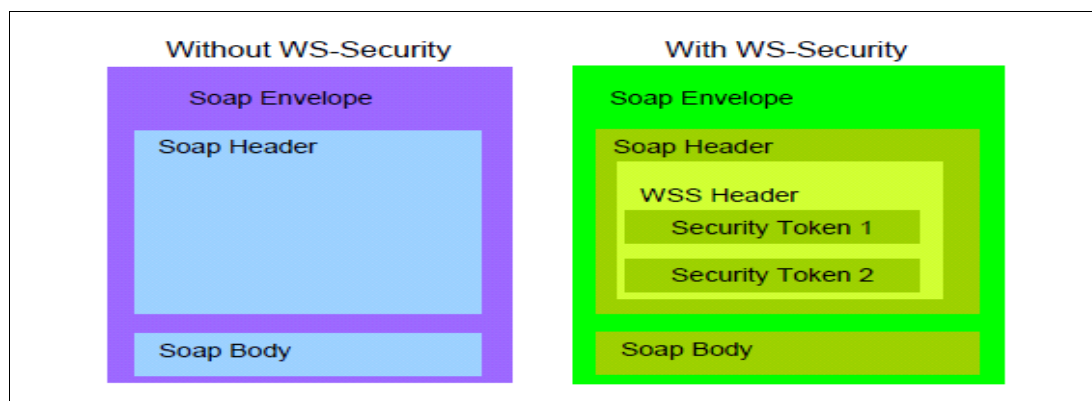 Without WS-Security
Soap Envelope
Soap Header
Soap Body
With WS-Security
Soap Envelope
Soap Header
WSS Header
Security Token 1
Security Token 2
Soap Body